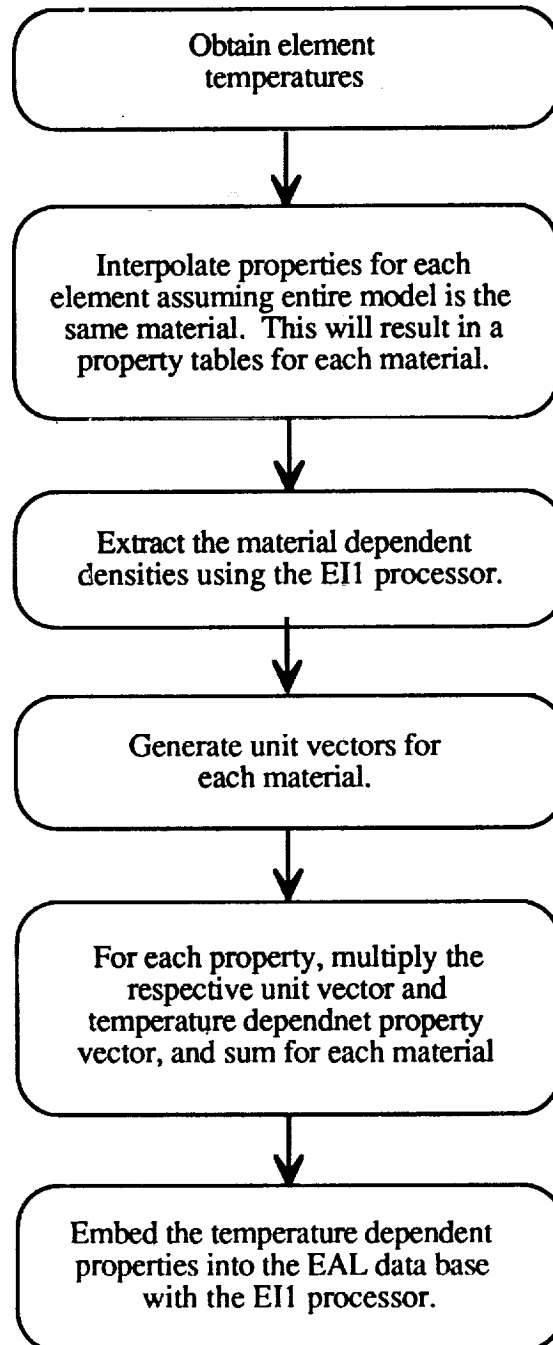 Obtain element
temperatures
Interpolate properties for each
element assuming entire model is the
same material. This will result in a
property tables for each material.
Extract the material dependent
densities using the EI1 processor.
Generate unit vectors for
each material.
For each property, multiply the
respective unit vector and
temperature dependnet property
vector, and sum for each material
Embed the temperature dependent
properties into the EAL data base
with the EI1 processor.